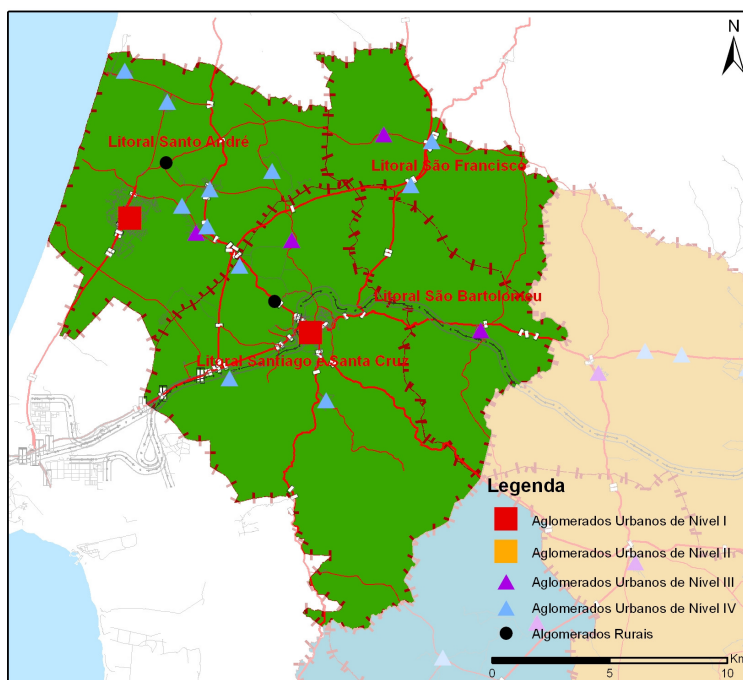 N
Litoral Santo André
Litoral São Francisco
Litoral São Bartolomeu
Litoral Santiago e Santa Cruz
Legenda
Aglomerados Urbanos de Nivel I
Aglomerados Urbanos de Nivel II
Aglomerados Urbanos de Nivel III
Aglomerados Urbanos de Nivel IV
Algomerados Rurais
Km
0 5 10